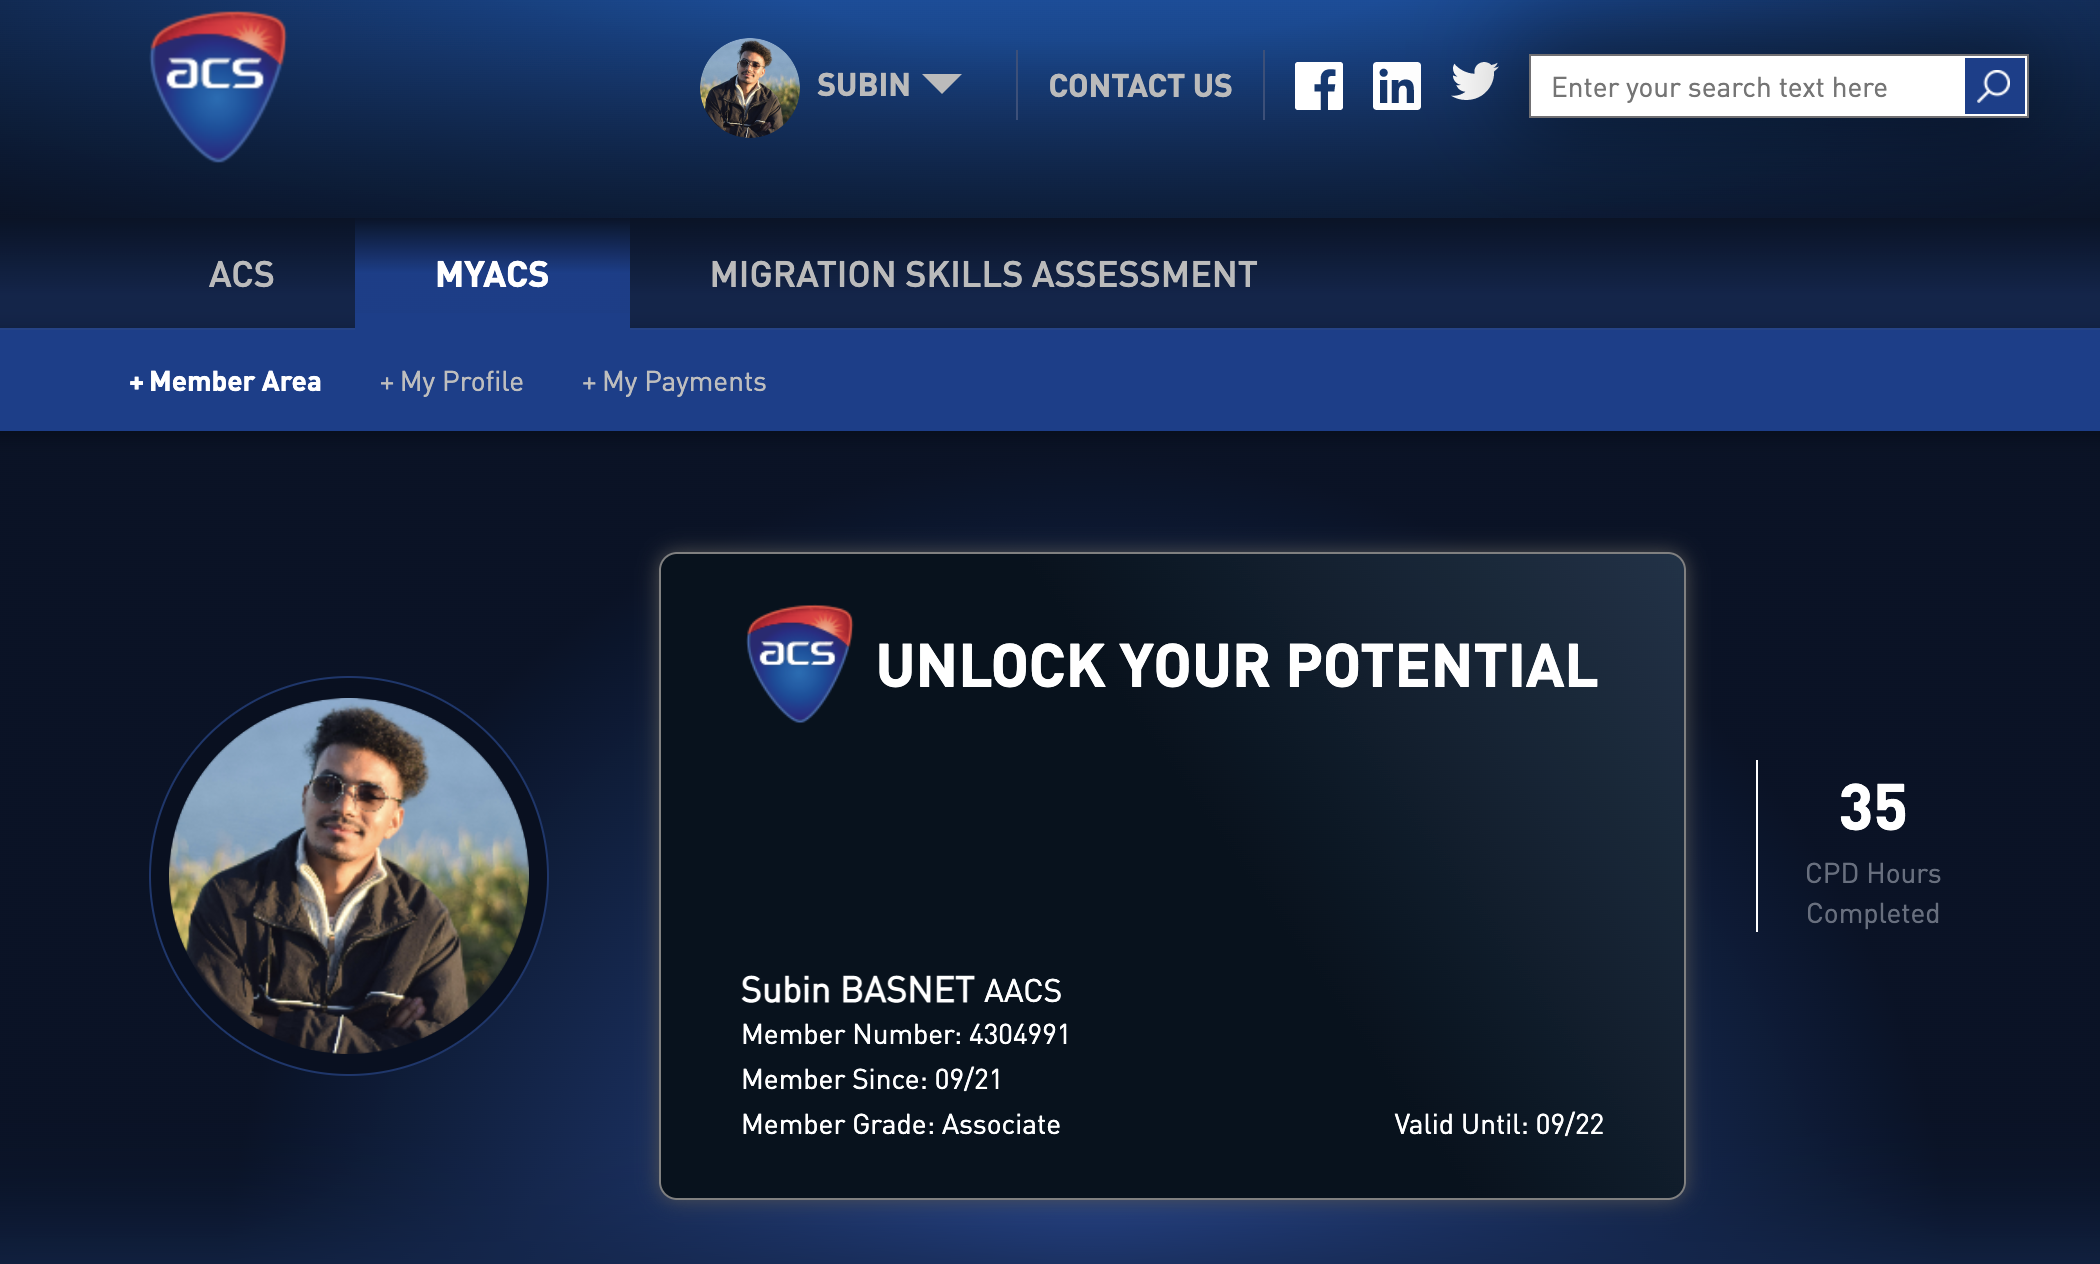 acs
SUBIN
CONTACT US
Enter your search text here
ACS
MYACS
MIGRATION SKILLS ASSESSMENT
+ Member Area
+ My Profile
+ My Payments
acs
UNLOCK YOUR POTENTIAL
35
CPD Hours
Completed
Subin BASNET AACS
Member Number: 4304991
Member Since: 09/21
Member Grade: Associate
Valid Until: 09/22